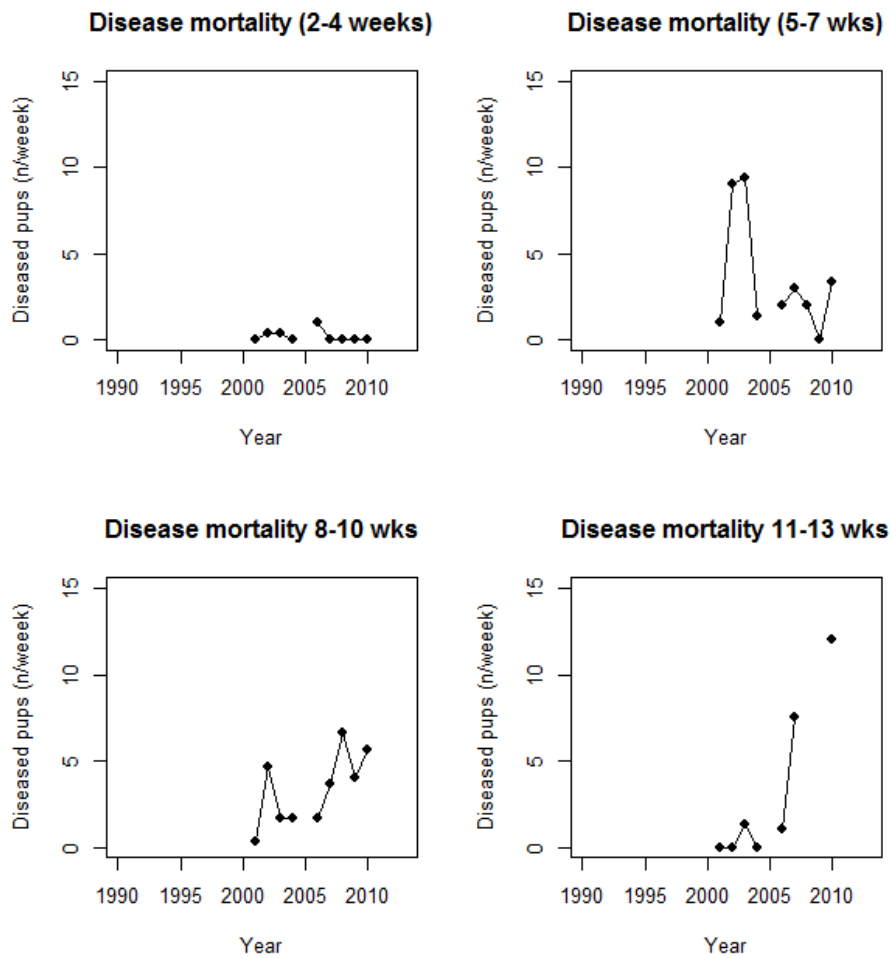 Disease mortality (2-4 weeks)
Diseased pups (n/weeek)
15
10
5
0
1990 1995 2000 2005 2010
Year
Disease mortality (5-7 wks)
Diseased pups (n/weeek)
15
10
5
0
1990 1995 2000 2005 2010
Year
Disease mortality 8-10 wks
Diseased pups (n/weeek)
15
10
5
0
1990 1995 2000 2005 2010
Year
Disease mortality 11-13 wks
Diseased pups (n/weeek)
15
10
5
0
1990 1995 2000 2005 2010
Year